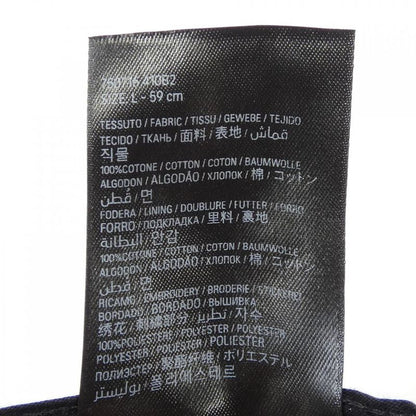 750716 410B2
SIZE: L - 59 cm
TESSUTO / FABRIC / TISSU / GEWEBE / TEJIDO
TECIDO / ТКАНЬ / 面料 / 表地 / قماش /
직물
100%COTONE / COTTON / COTON / BAUMWOLLE
ALGODON / ALGODÃO / ХЛОПОК / 棉 / コットン
/ قطن / 면
FODERA / LINING / DOUBLURE / FUTTER / FORRO
FORRO / ПОДКЛАДКА / 里料 / 裏地
/ البطانة / 안감
100%COTONE / COTTON / COTON / BAUMWOLLE
ALGODON / ALGODÃO / ХЛОПОК / 棉 / コットン
/ قطن / 면
RICAMO / EMBROIDERY / BRODERIE / STICKEREI
BORDADO / BORDADO / ВЫШИВКА
绣花 / 刺繍部分 / تطريز / 자수
100%POLIESTERE / POLYESTER / POLYESTER
POLYESTER / POLIESTER / POLIESTER
ПОЛИЭСТЕР / 聚酯纤维 / ポリエステル
/ بوليستر / 폴리에스테르